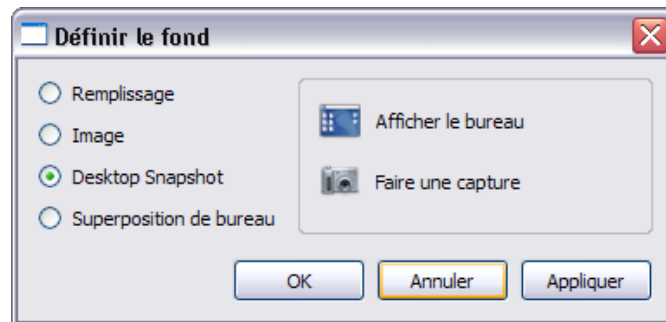 Définir le fond
Remplissage
Image
Desktop Snapshot
Superposition de bureau
Afficher le bureau
Faire une capture
OK
Annuler
Appliquer